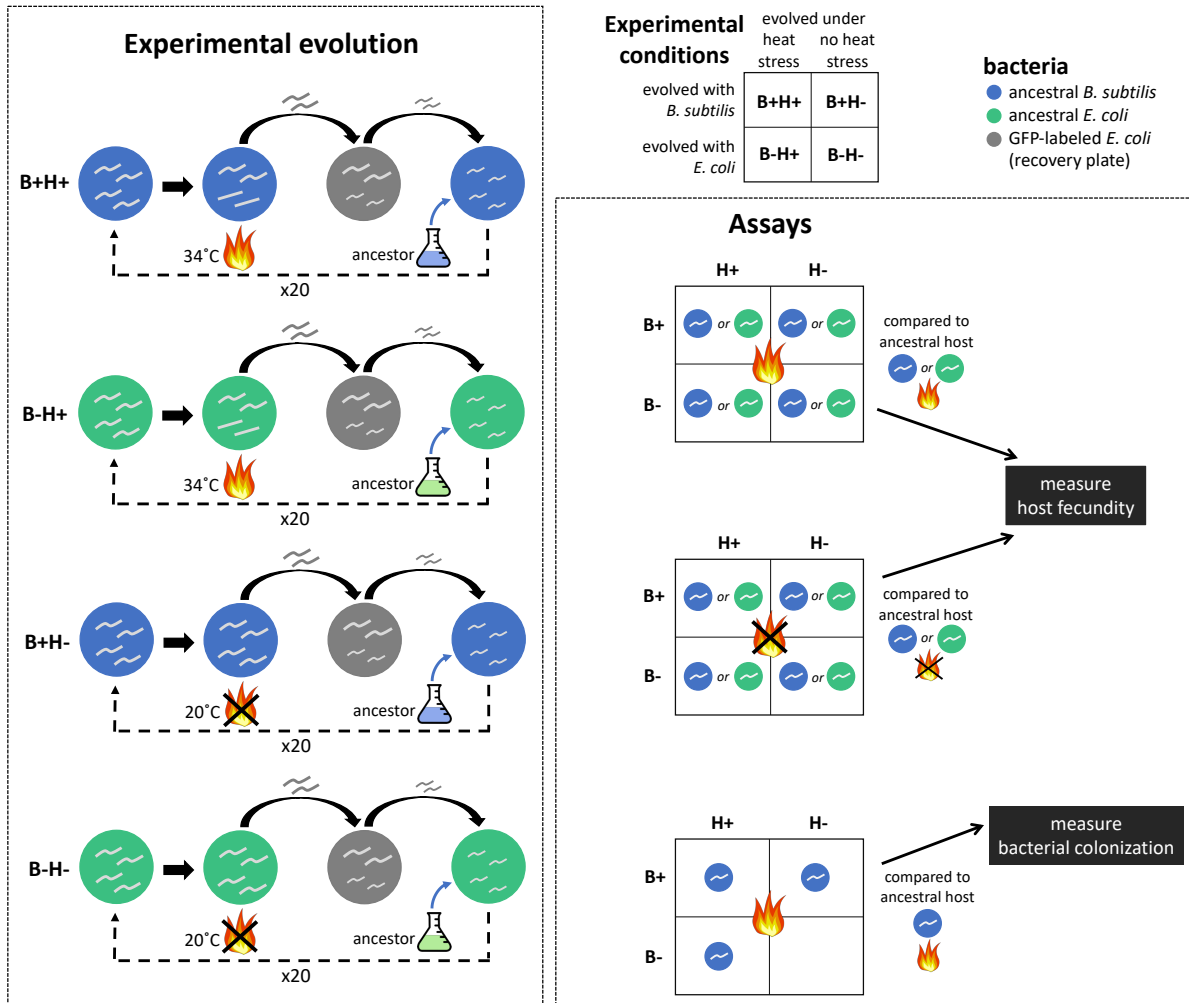 Experimental evolution
B+H+
34˚C
ancestor
x20
B-H+
34˚C
ancestor
x20
B+H-
20˚C
ancestor
x20
B-H-
20˚C
ancestor
x20
Experimental
conditions
evolved under
heat
stress
no heat
stress
evolved with
B. subtilis
B+H+
B+H-
evolved with
E. coli
B-H+
B-H-
bacteria
ancestral B. subtilis
ancestral E. coli
GFP-labeled E. coli
(recovery plate)
Assays
H+
H-
B+
or
or
B-
or
or
compared to
ancestral host
or
measure
host fecundity
H+
H-
B+
or
or
B-
or
or
compared to
ancestral host
or
H+
H-
B+
B-
compared to
ancestral host
measure
bacterial colonization